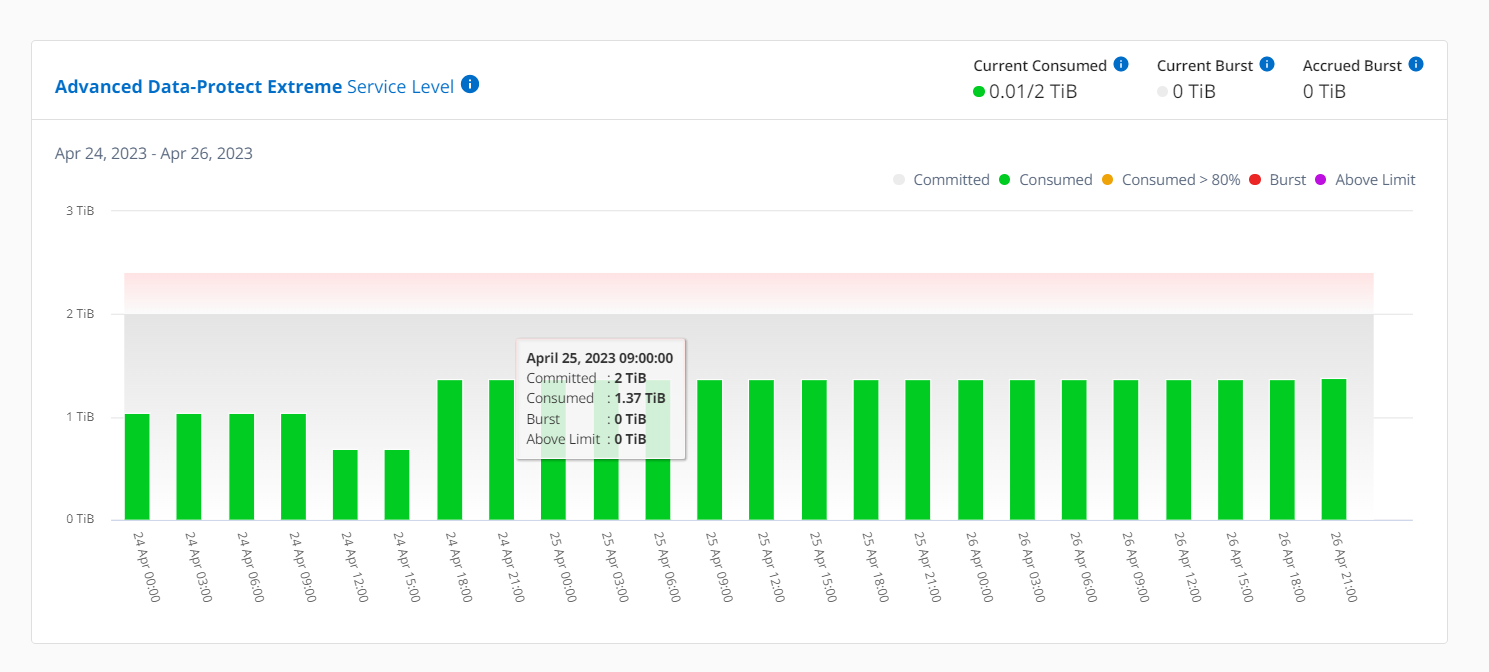 Advanced Data-Protect Extreme Service Level
Current Consumed
0.01/2 TiB
Current Burst
0 TiB
Accrued Burst
0 TiB
Apr 24, 2023 - Apr 26, 2023
Committed Consumed Consumed > 80% Burst Above Limit
3 TiB
2 TiB
1 TiB
0 TiB
April 25, 2023 09:00:00
Committed : 2 TiB
Consumed : 1.37 TiB
Burst : 0 TiB
Above Limit : 0 TiB
24 Apr 00:00
24 Apr 03:00
24 Apr 06:00
24 Apr 09:00
24 Apr 12:00
24 Apr 15:00
24 Apr 18:00
24 Apr 21:00
25 Apr 00:00
25 Apr 03:00
25 Apr 06:00
25 Apr 09:00
25 Apr 12:00
25 Apr 15:00
25 Apr 18:00
25 Apr 21:00
26 Apr 00:00
26 Apr 03:00
26 Apr 06:00
26 Apr 09:00
26 Apr 12:00
26 Apr 15:00
26 Apr 18:00
26 Apr 21:00